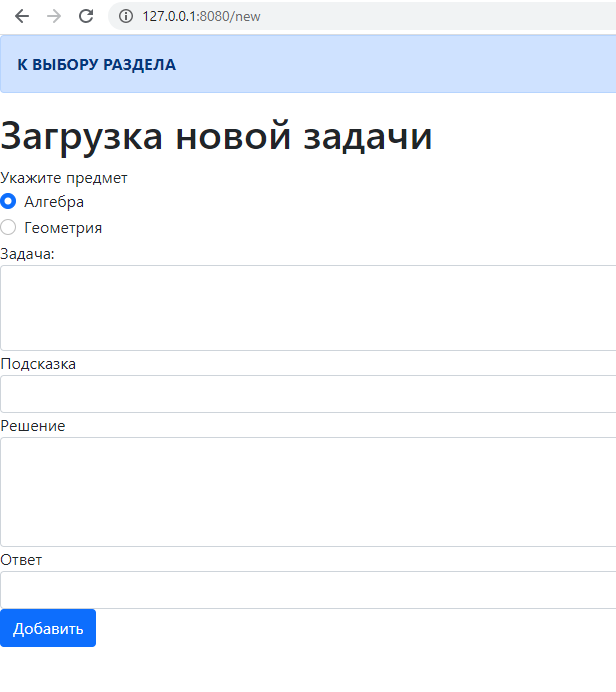 127.0.0.1:8080/new
К ВЫБОРУ РАЗДЕЛА
Загрузка новой задачи
Укажите предмет
Алгебра
Геометрия
Задача:
Подсказка
Решение
Ответ
Добавить